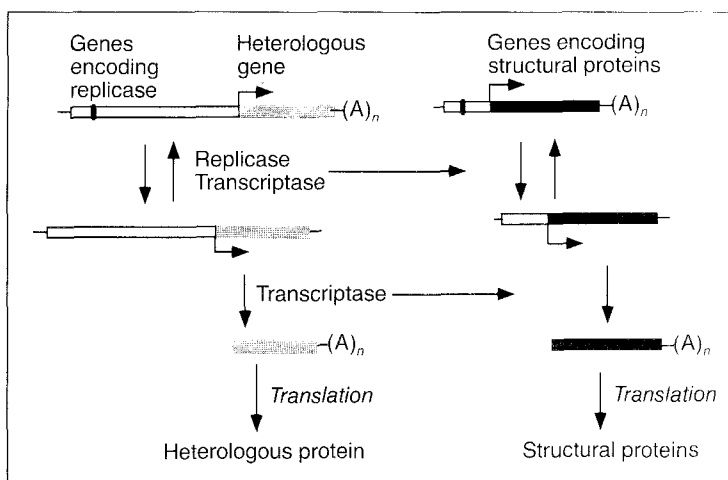 Genes
encoding
replicase
Heterologous
gene
(A)n
Genes encoding
structural proteins
(A)n
Replicase
Transcriptase
Transcriptase
(A)n
(A)n
Translation
Translation
Heterologous protein
Structural proteins